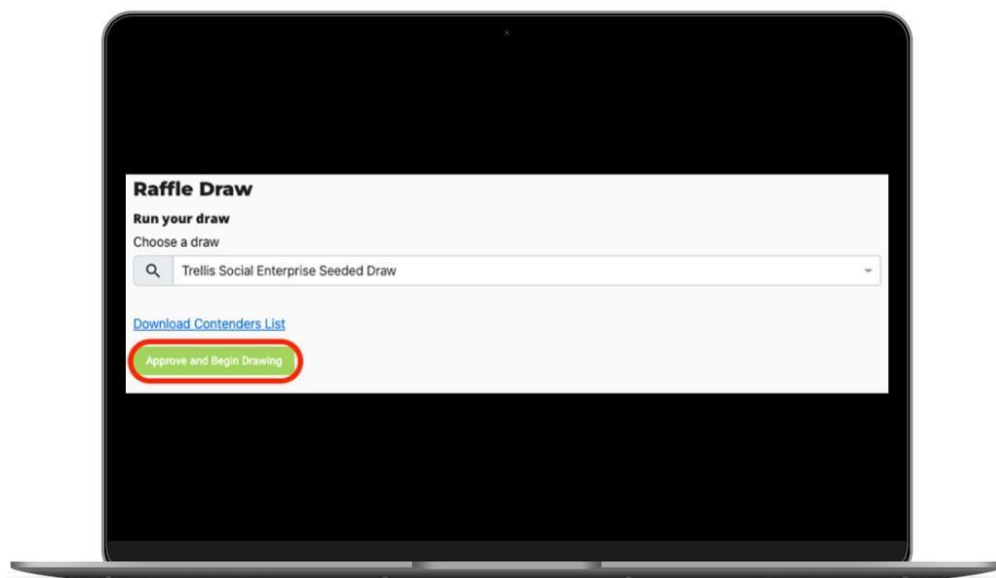 Raffle Draw
Run your draw
Choose a draw
Trellis Social Enterprise Seeded Draw
Download Contenders List
Approve and Begin Drawing